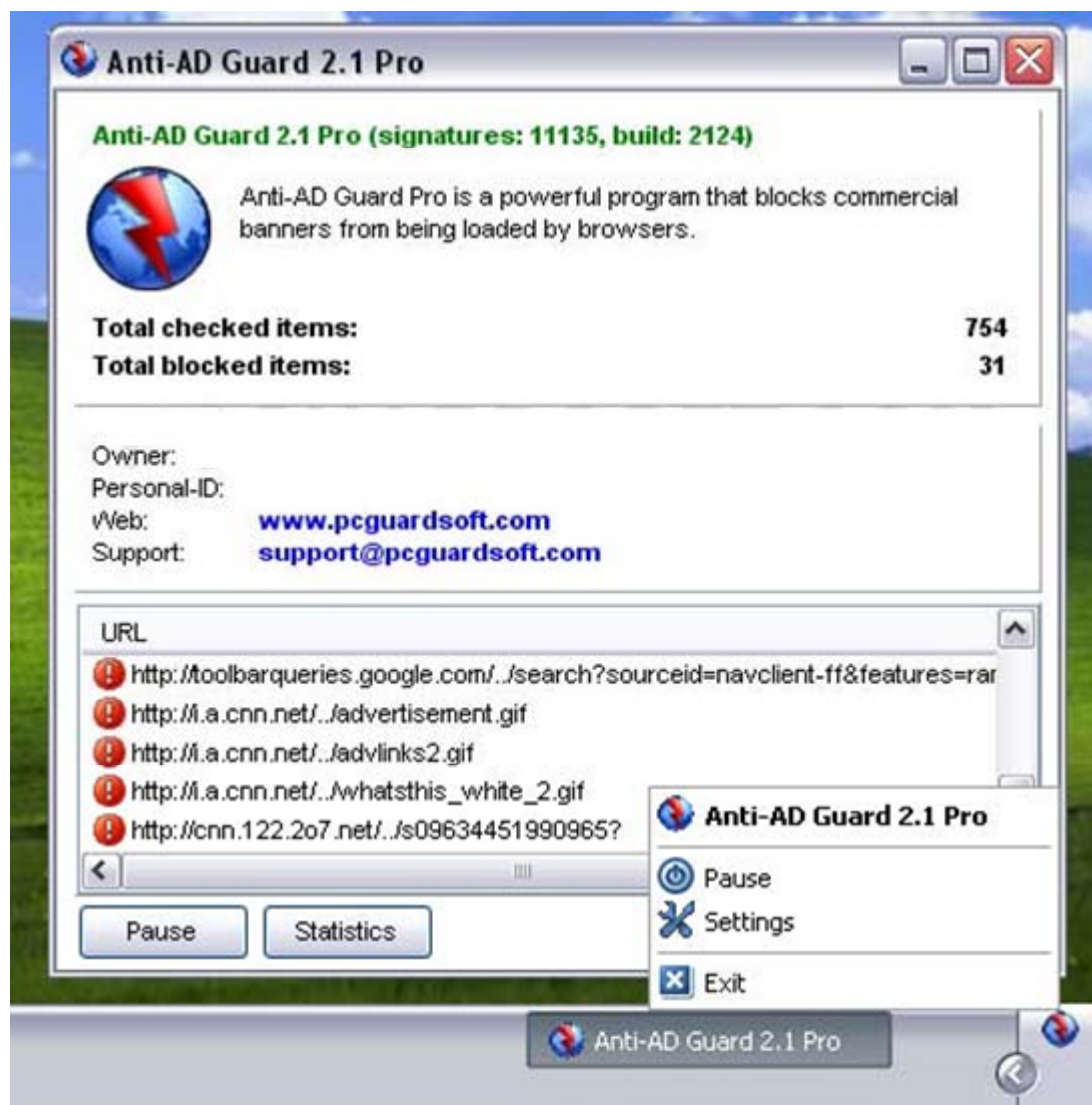 Anti-AD Guard 2.1 Pro
Anti-AD Guard 2.1 Pro (signatures: 11135, build: 2124)
Anti-AD Guard Pro is a powerful program that blocks commercial
banners from being loaded by browsers.
Total checked items: 754
Total blocked items: 31
Owner:
Personal-ID:
Web: www.pcguardsoft.com
Support: support@pcguardsoft.com
URL
http://toolbarqueries.google.com/../search?sourceid=navclient-ff&features=rar
http://i.a.cnn.net/../advertisement.gif
http://i.a.cnn.net/../advlinks2.gif
http://i.a.cnn.net/../whatsthis_white_2.gif
http://cnn.122.2o7.net/../s09634451990965?
Pause Statistics
Anti-AD Guard 2.1 Pro
Pause
Settings
Exit
Anti-AD Guard 2.1 Pro